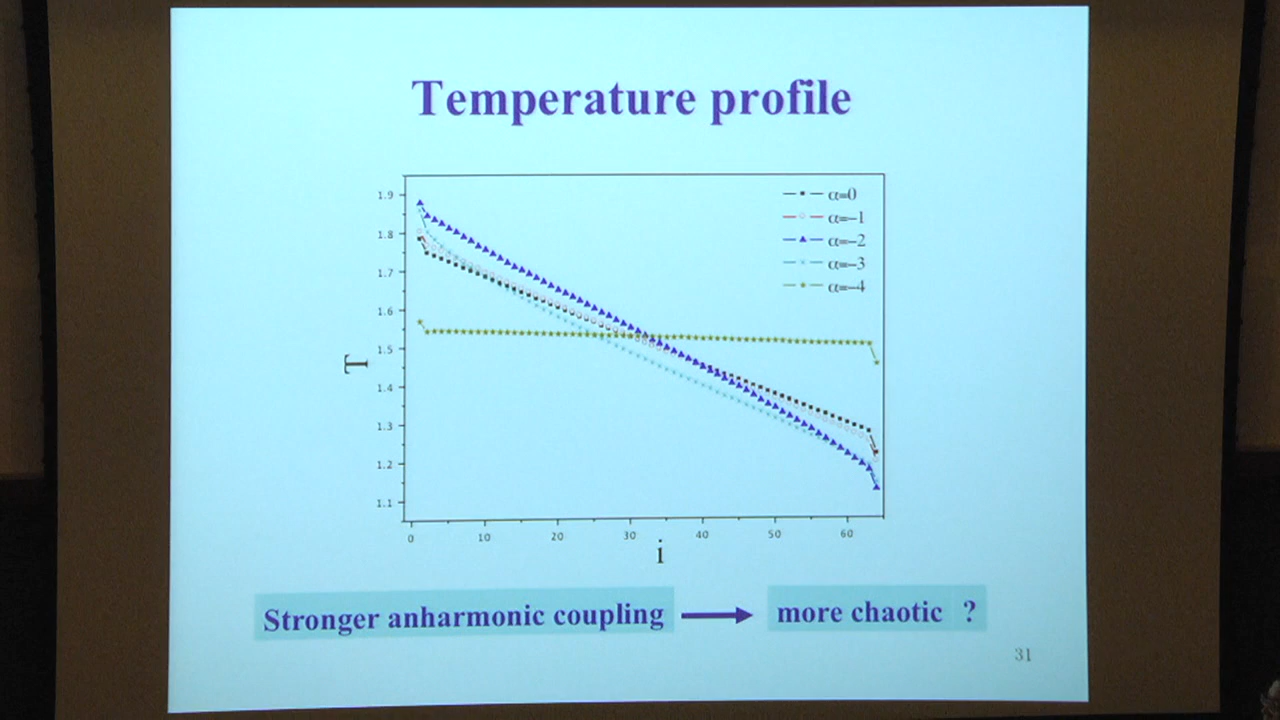 Temperature profile
1.9
1.8
1.7
1.6
1.5
1.4
1.3
1.2
1.1
T
α=0
α=–1
α=–2
α=–3
α=–4
0 10 20 30 40 50 60
i
Stronger anharmonic coupling more chaotic ?
31